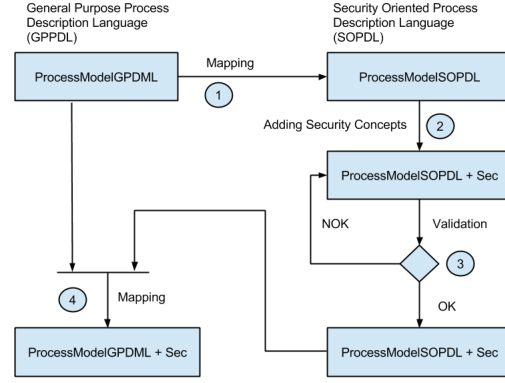 General Purpose Process
Description Language
(GPPDL)
Security Oriented Process
Description Language
(SOPDL)
ProcessModelGPDML
Mapping
1
ProcessModelSOPDL
Adding Security Concepts
2
ProcessModelSOPDL + Sec
NOK
Validation
3
OK
4
Mapping
ProcessModelGPDML + Sec
ProcessModelSOPDL + Sec